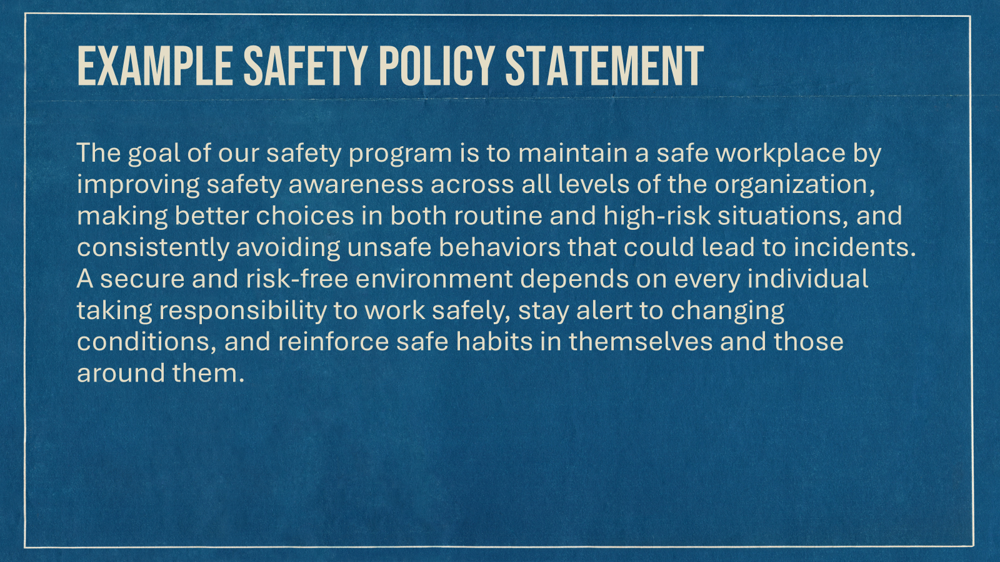 EXAMPLE SAFETY POLICY STATEMENT
The goal of our safety program is to maintain a safe workplace by
improving safety awareness across all levels of the organization,
making better choices in both routine and high-risk situations, and
consistently avoiding unsafe behaviors that could lead to incidents.
A secure and risk-free environment depends on every individual
taking responsibility to work safely, stay alert to changing
conditions, and reinforce safe habits in themselves and those
around them.